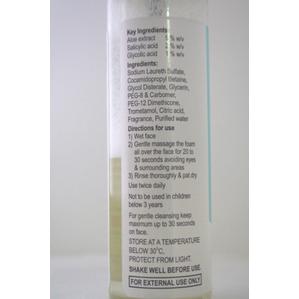 Key Ingredients:
Aloe extract 5% w/v
Salicylic acid 2% w/v
Glycolic acid 1% w/v
Ingredients:
Sodium Laureth Sulfate,
Cocamidopropyl Betaine,
Glycol Disterate, Glycerin,
PEG-8 & Carbomer,
PEG-12 Dimethicone,
Trometamol, Citric acid,
Fragrance, Purified water
Directions for use
1) Wet face
2) Gentle massage the foam
all over the face for 20 to
30 seconds avoiding eyes
& surrounding areas
3) Rinse thoroughly & pat dry
Use twice daily
Not to be used in children
below 3 years
For gentle cleansing keep
maximum up to 30 seconds
on face.
STORE AT A TEMPERATURE
BELOW 30°C,
PROTECT FROM LIGHT.
SHAKE WELL BEFORE USE.
FOR EXTERNAL USE ONLY